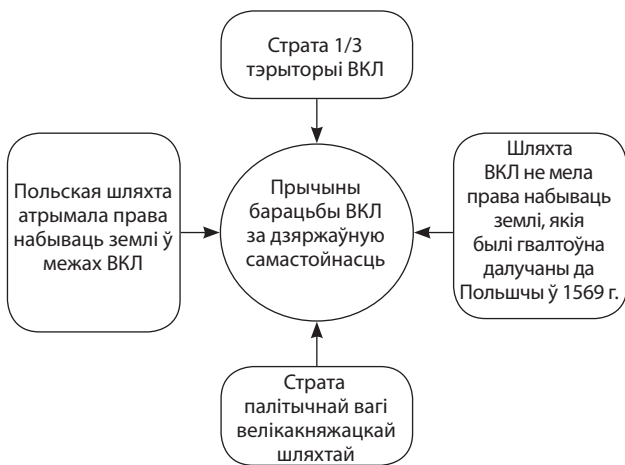 Страта 1/3
тэрыторыі ВКЛ
Польская шляхта
атрымала права
набываць землі ў
межах ВКЛ
Прычыны
барацьбы ВКЛ
за дзяржаўную
самастойнасць
Шляхта
ВКЛ не мела
права набываць
землі, якія
былі гвалтоўна
далучаны да
Польшчы ў 1569 г.
Страта
палітычнай вагі
велікакняжацкай
шляхтай